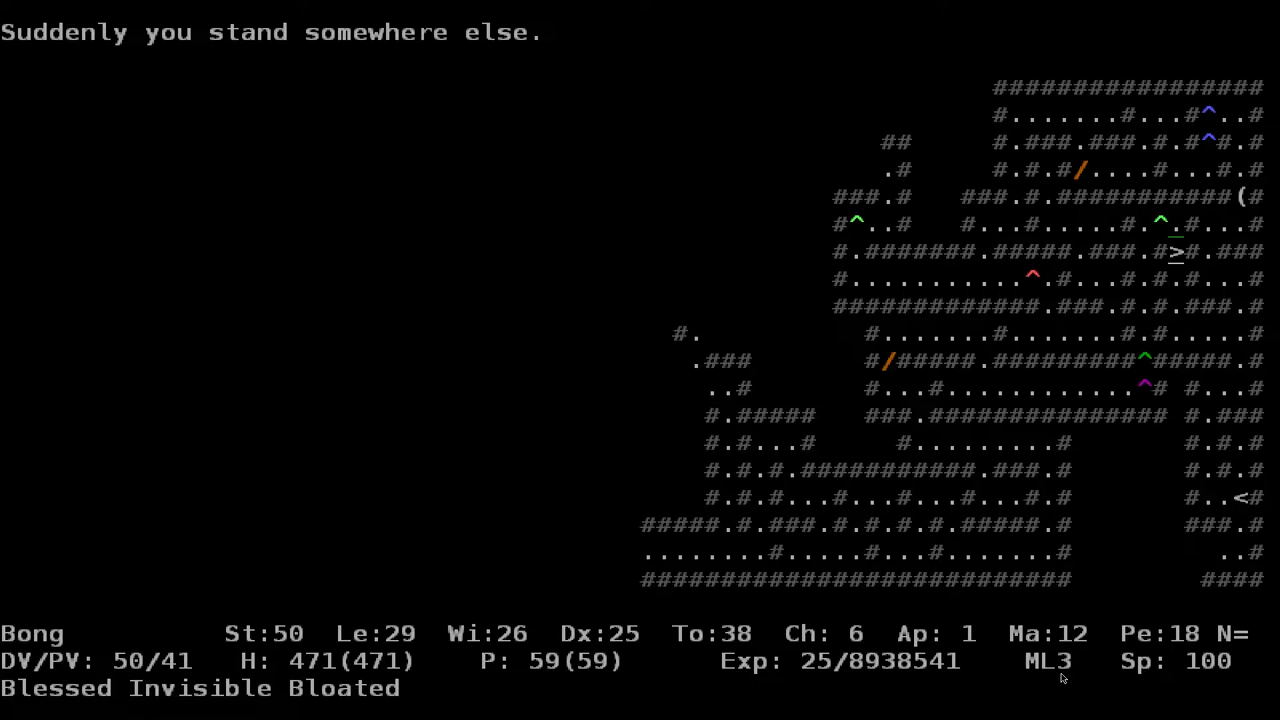 Suddenly you stand somewhere else.
################
#.......#...#^..#
## #.###.###.#.#^#.#
.# #.#.#/....#...#.#
###.# ###.#.###########(#
#^..# #...#.....#.^.#...#
#.#######.#####.###.#>#.###
#...........^.#...#.#.#...#
#############.###.#.###.#
#. #.......#.......#.#.....#
.### #/#####.#########^#####.#
..# #...#............^# #...#
#.##### ###.############### #.###
#.#...# #.........# #.#.#
#.#.#.###########.###.# #.#.#
#.#.#...#...#...#...#.# #..<#
#####.#.###.#.#.#.#####.# ###.#
........#.....#...#.......# ..#
########################### ####
Bong St:50 Le:29 Wi:26 Dx:25 To:38 Ch: 6 Ap: 1 Ma:12 Pe:18 N=
DV/PV: 50/41 H: 471(471) P: 59(59) Exp: 25/8938541 ML3 Sp: 100
Blessed Invisible Bloated